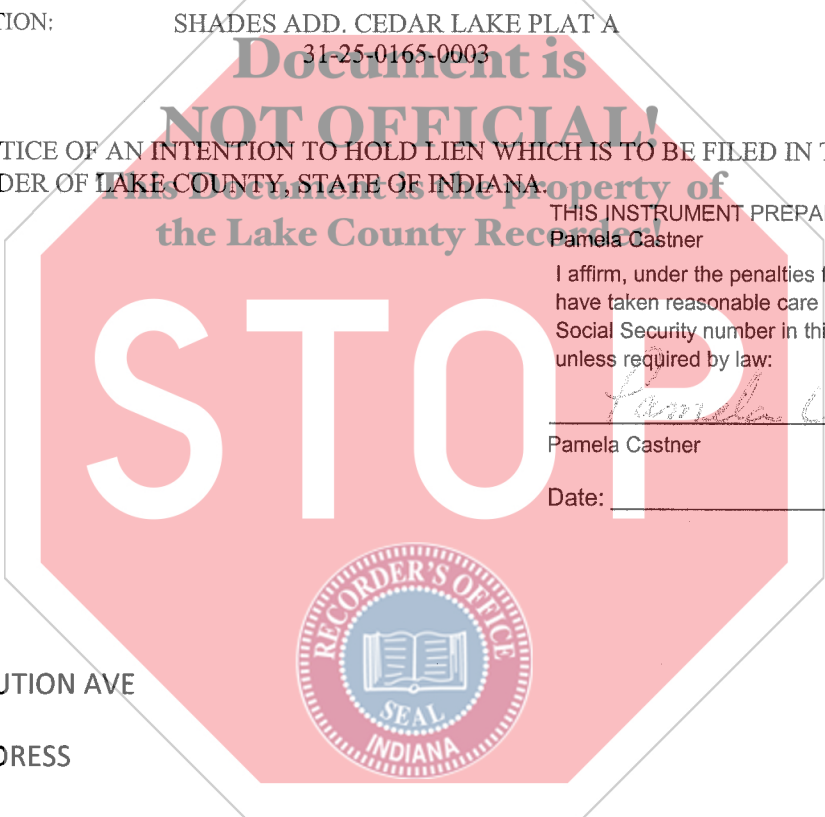 TION: SHADES ADD. CEDAR LAKE PLAT A
31-25-0165-0003
Document is
NOT OFFICIAL!
TICE OF AN INTENTION TO HOLD LIEN WHICH IS TO BE FILED IN T
DER OF LAKE COUNTY, STATE OF INDIANA.
This Document is the property of
the Lake County Recorder!
THIS INSTRUMENT PREPA
Pamela Castner
I affirm, under the penalties f
have taken reasonable care
Social Security number in thi
unless required by law:
Pamela C
Pamela Castner
Date:
STOP
RECORDER'S OFFICE
SEAL
INDIANA
UTION AVE
DRESS